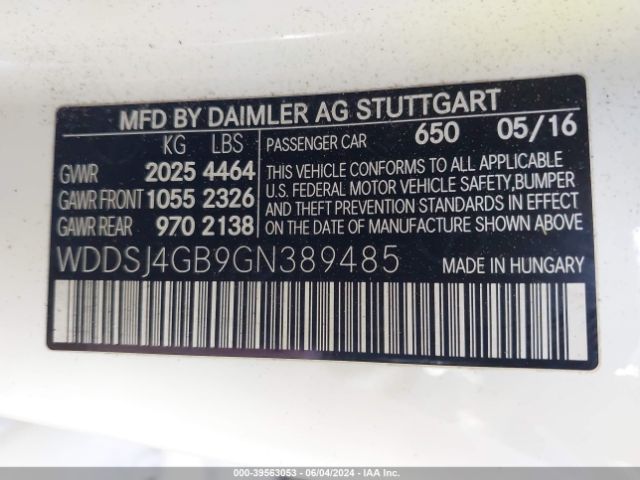 MFD BY DAIMLER AG STUTTGART
KG LBS
GVWR 2025 4464
GAWR FRONT 1055 2326
GAWR REAR 970 2138
PASSENGER CAR 650 05/16
THIS VEHICLE CONFORMS TO ALL APPLICABLE
U.S. FEDERAL MOTOR VEHICLE SAFETY,BUMPER
AND THEFT PREVENTION STANDARDS IN EFFECT
ON THE DATE OF MANUFACTURE SHOWN ABOVE
WDDSJ4GB9GN389485 MADE IN HUNGARY
COPART - 39563053 - 06/04/2024 - IAA Inc.